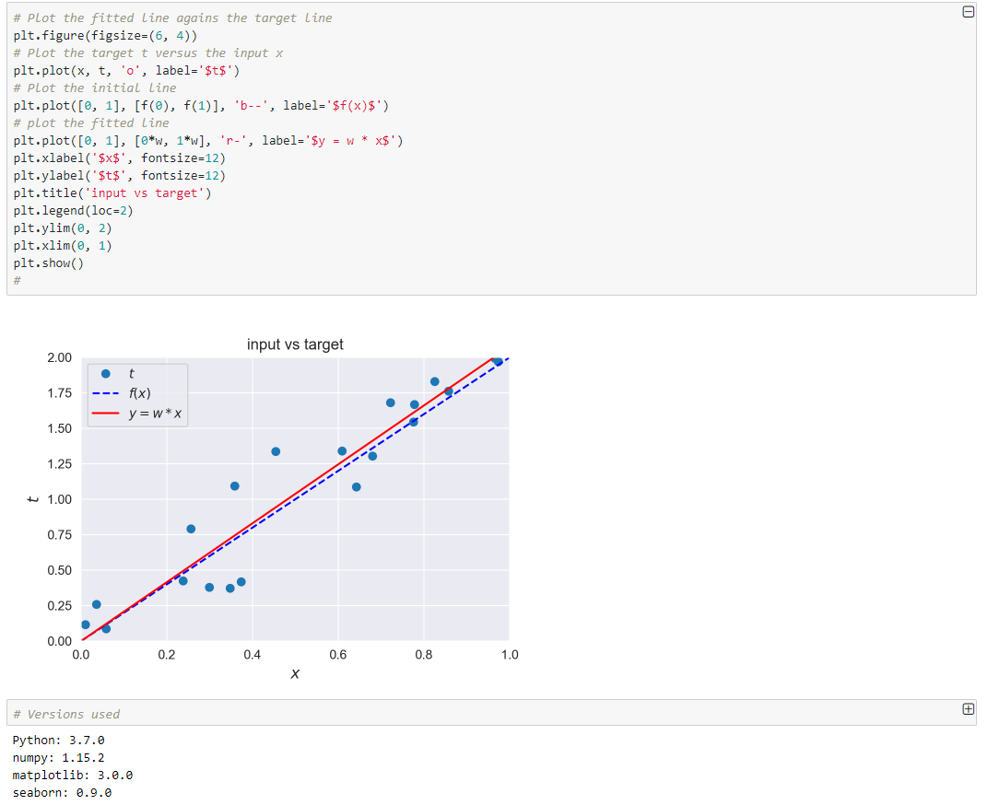 # Plot the fitted line agains the target line
plt.figure(figsize=(6, 4))
# Plot the target t versus the input x
plt.plot(x, t, 'o', label='$t$')
# Plot the initial line
plt.plot([0, 1], [f(0), f(1)], 'b--', label='$f(x)$')
# plot the fitted line
plt.plot([0, 1], [0*w, 1*w], 'r-', label='$y = w * x$')
plt.xlabel('$x$', fontsize=12)
plt.ylabel('$t$', fontsize=12)
plt.title('input vs target')
plt.legend(loc=2)
plt.ylim(0, 2)
plt.xlim(0, 1)
plt.show()
#
input vs target
2.00
1.75
1.50
1.25
1.00
0.75
0.50
0.25
0.00
t
t
f(x)
y = w * x
0.0 0.2 0.4 0.6 0.8 1.0
x
# Versions used
Python: 3.7.0
numpy: 1.15.2
matplotlib: 3.0.0
seaborn: 0.9.0